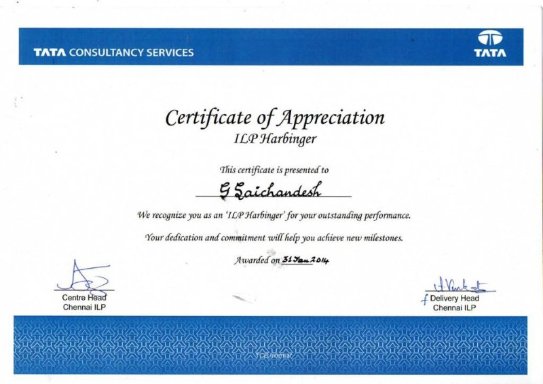 TATA CONSULTANCY SERVICES
TATA
Certificate of Appreciation
ILP Harbinger
This certificate is presented to
G Saichandesh
We recognize you as an 'ILP Harbinger' for your outstanding performance.
Your dedication and commitment will help you achieve new milestones.
Awarded on 31 Jan 2014
Centre Head
Chennai ILP
f Delivery Head
Chennai ILP
TCS Internal